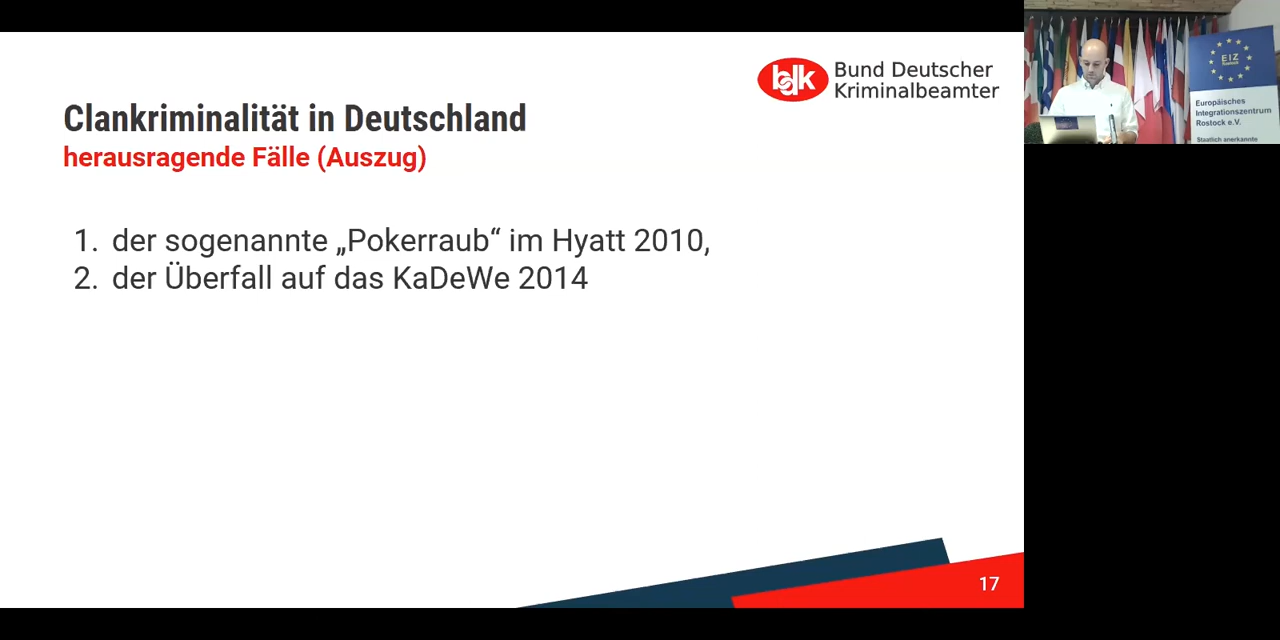 bdk
Bund Deutscher
Kriminalbeamter
Clankriminalität in Deutschland
herausragende Fälle (Auszug)
1. der sogenannte „Pokerraub“ im Hyatt 2010,
2. der Überfall auf das KaDeWe 2014
17
EIZ
Europäisches
Integrationszentrum
Rostock e.V.
Staatlich anerkannte